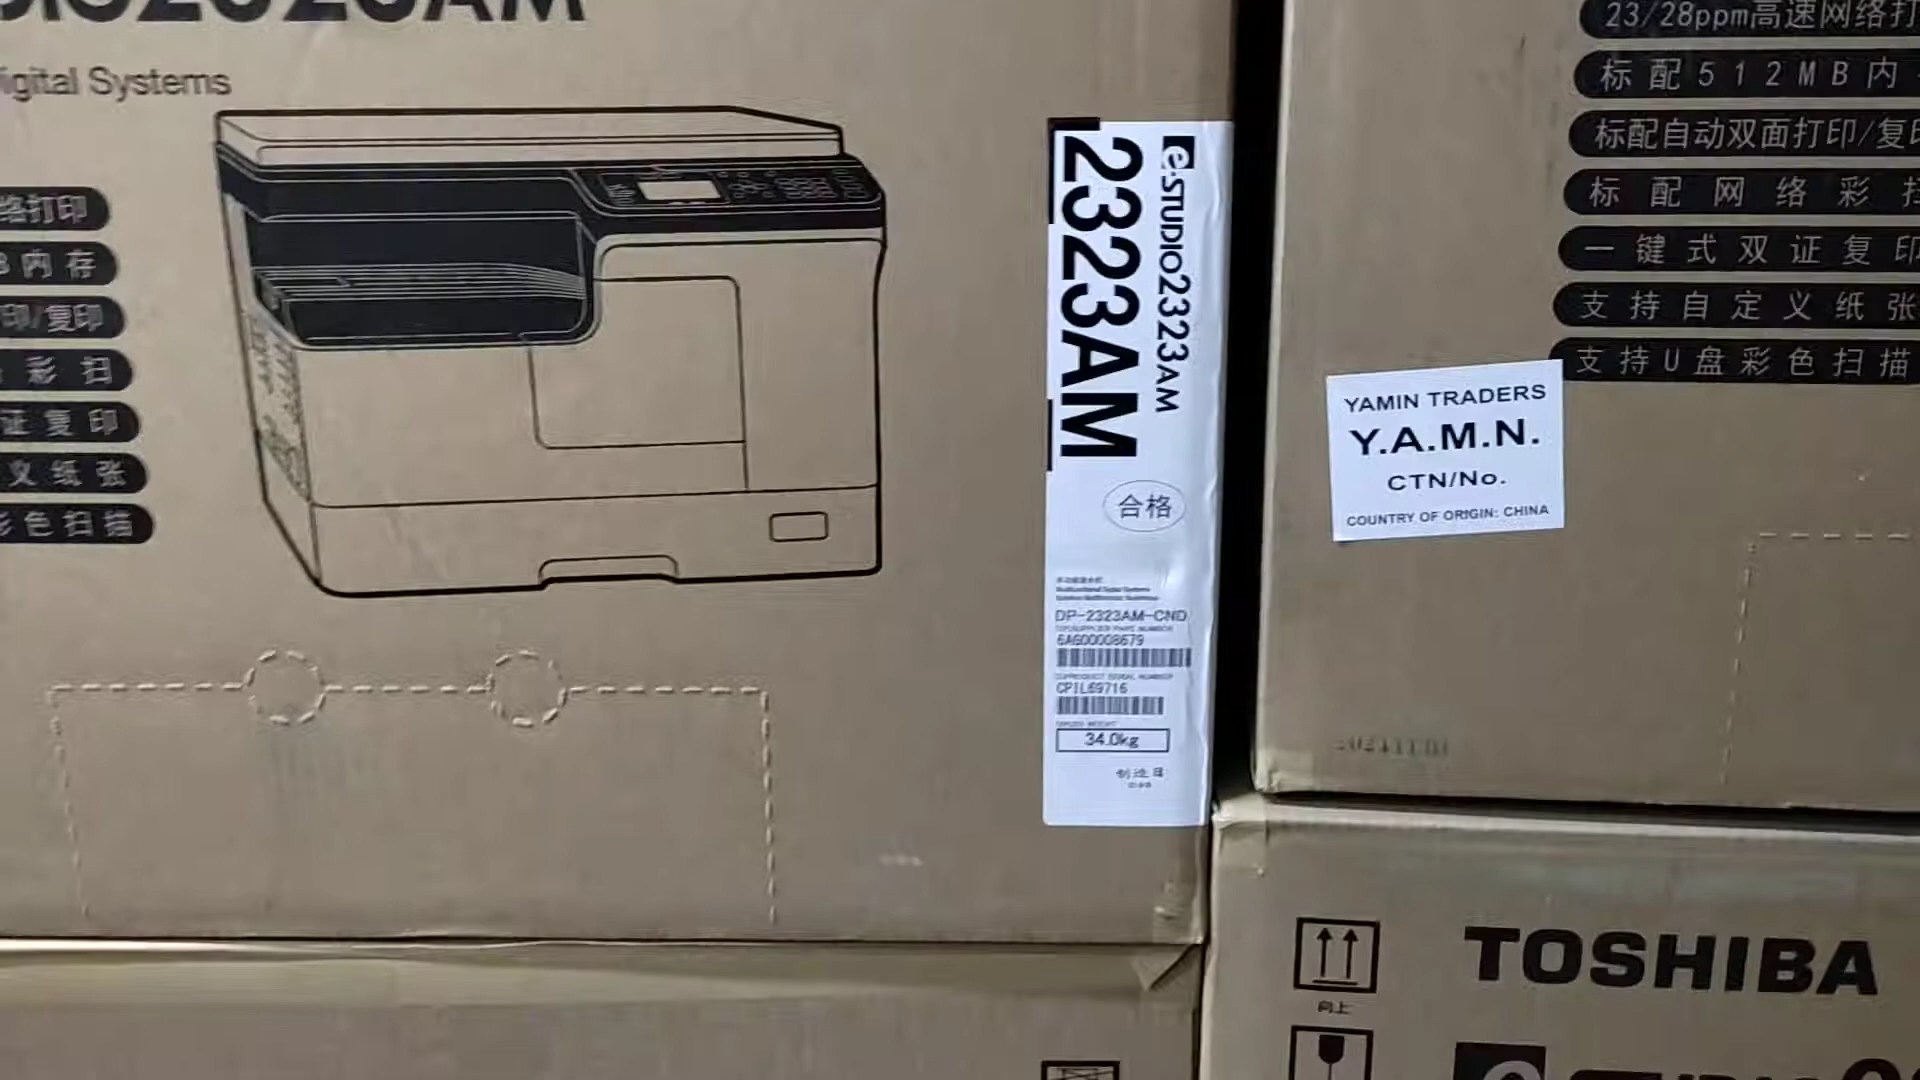 Digital Systems
络打印
内存
印/复印
彩扫
证复印
义纸张
彩色扫描
e-STUDIO2323AM
2323AM
合格
DP-2323AM-CND
6AG00008679
CPIL69716
34.0kg
制造日
23/28ppm高速网络打
标配512MB内
标配自动双面打印/复印
标配网络彩扫
一键式双证复印
支持自定义纸张
支持U盘彩色扫描
YAMIN TRADERS
Y.A.M.N.
CTN/No.
COUNTRY OF ORIGIN: CHINA
向上
TOSHIBA